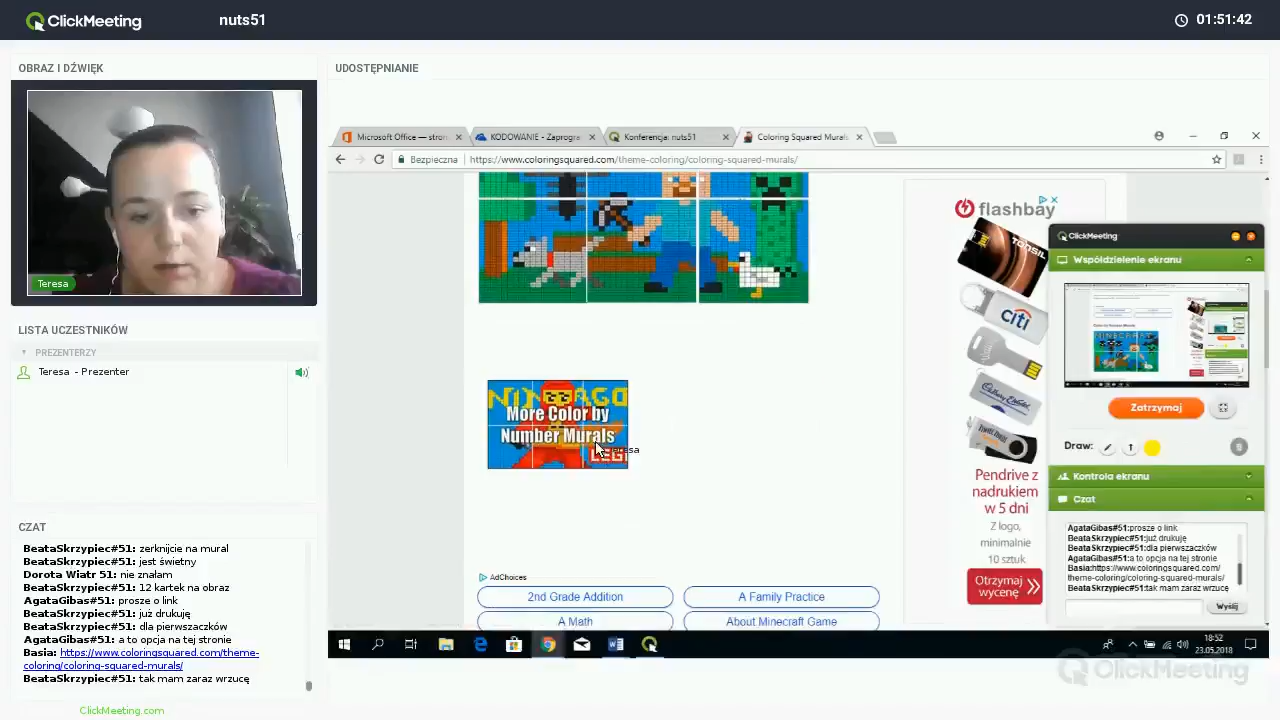 ClickMeeting
nuts51
01:51:42
OBRAZ I DŹWIĘK
Teresa
LISTA UCZESTNIKÓW
PREZENTERZY
Teresa - Prezenter
CZAT
BeataSkrzypiec#51: zerknijcie na mural
BeataSkrzypiec#51: jest świetny
Dorota Wiatr 51: nie znałam
BeataSkrzypiec#51: 12 kartek na obraz
AgataGibas#51: prosze o link
BeataSkrzypiec#51: już drukuję
BeataSkrzypiec#51: dla pierwszaczków
AgataGibas#51: a to opcja na tej stronie
Basia: https://www.coloringsquared.com/theme-
coloring/coloring-squared-murals/
BeataSkrzypiec#51: tak mam zaraz wrzucę
ClickMeeting.com
UDOSTĘPNIANIE
Microsoft Office — stron
KODOWANIE - Zaprogra
Konferencja: nuts51
Coloring Squared Murals
Bezpieczna
https://www.coloringsquared.com/theme-coloring/coloring-squared-murals/
NINJAGO
More Color by
Number Murals
LEG
Teresa
AdChoices
2nd Grade Addition
A Family Practice
A Math
About Minecraft Game
flashbay
TONSIL
citi
Cadbury
Pendrive z
nadrukiem
w 5 dni
Z logo,
minimalnie
10 sztuk
Otrzymaj
wycenę
ClickMeeting
Współdzielenie ekranu
Zatrzymaj
Draw:
Kontrola ekranu
Czat
AgataGibas#51:prosze o link
BeataSkrzypiec#51:już drukuję
BeataSkrzypiec#51:dla pierwszaczków
AgataGibas#51:a to opcja na tej stronie
Basia:https://www.coloringsquared.com/
theme-coloring/coloring-squared-murals/
BeataSkrzypiec#51:tak mam zaraz wrzucę
Wyślij
18:52
23.05.2018
ClickMeeting